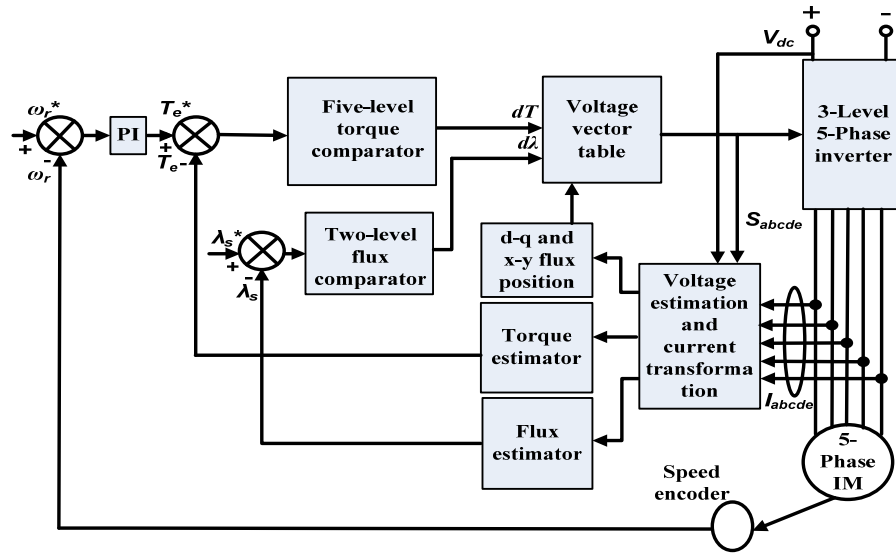 + -
V_dc
ω_r*
+
-
ω_r
PI
T_e*
+
T_e-
Five-level
torque
comparator
dT
dλ
Voltage
vector
table
3-Level
5-Phase
inverter
S_abcde
λ_s*
+
-
λ_s
Two-level
flux
comparator
d-q and
x-y flux
position
Voltage
estimation
and
current
transforma
tion
I_abcde
Torque
estimator
Flux
estimator
5-
Phase
IM
Speed
encoder